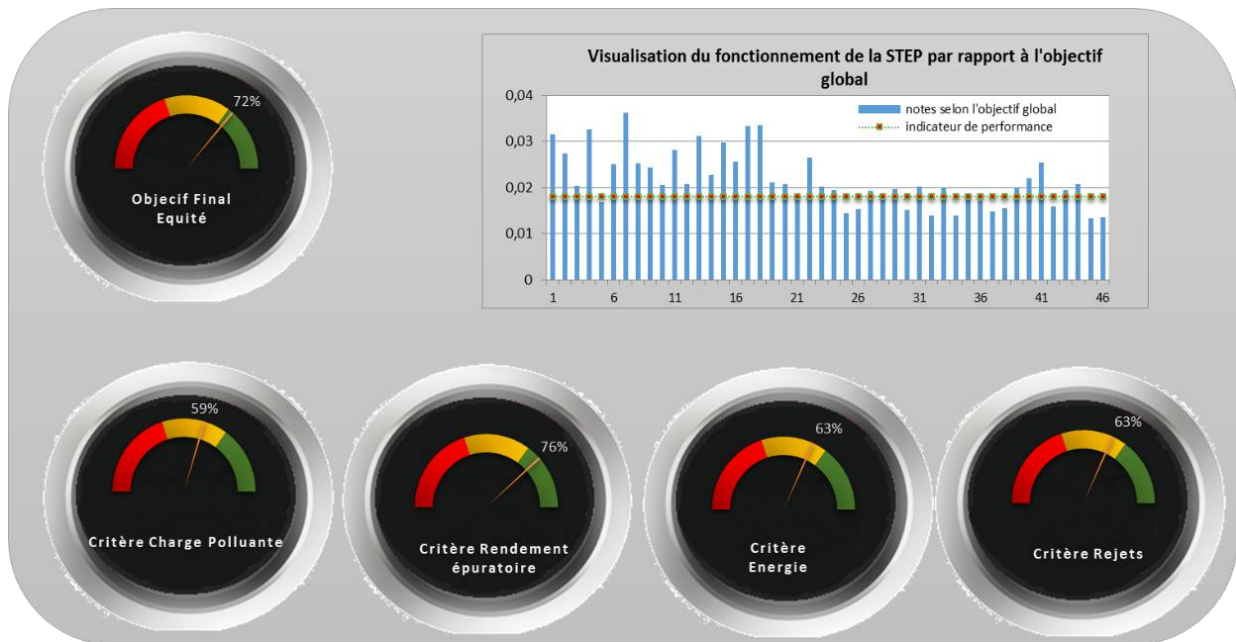 72%
Objecif Final
Equité
Visualisation du fonctionnement de la STEP par rapport à l'objectif
global
0,04
0,03
0,02
0,01
0
notes selon l'objectif global
indicateur de performance
1 6 11 16 21 26 31 36 41 46
59%
Critère Charge Polluante
76%
Critère Rendement
épuratoire
63%
Critère
Energie
63%
Critère Rejets